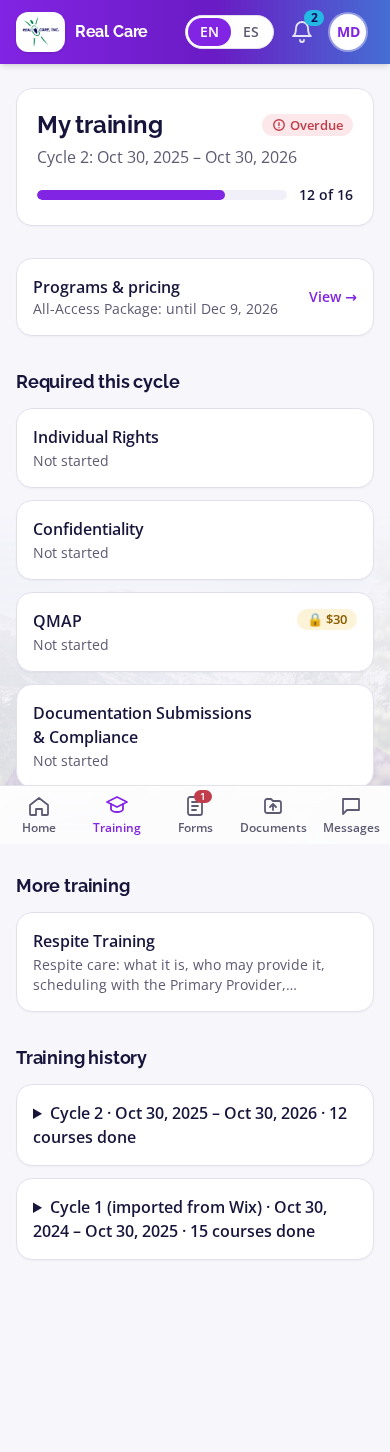 REAL CARE, INC.
Real Care
EN
ES
2
MD
My training
Overdue
Cycle 2: Oct 30, 2025 – Oct 30, 2026
12 of 16
Programs & pricing
All-Access Package: until Dec 9, 2026
View →
Required this cycle
Individual Rights
Not started
Confidentiality
Not started
QMAP
🔒 $30
Not started
Documentation Submissions
& Compliance
Not started
Home
Training
1
Forms
Documents
Messages
More training
Respite Training
Respite care: what it is, who may provide it,
scheduling with the Primary Provider,...
Training history
▶ Cycle 2 · Oct 30, 2025 – Oct 30, 2026 · 12
courses done
▶ Cycle 1 (imported from Wix) · Oct 30,
2024 – Oct 30, 2025 · 15 courses done